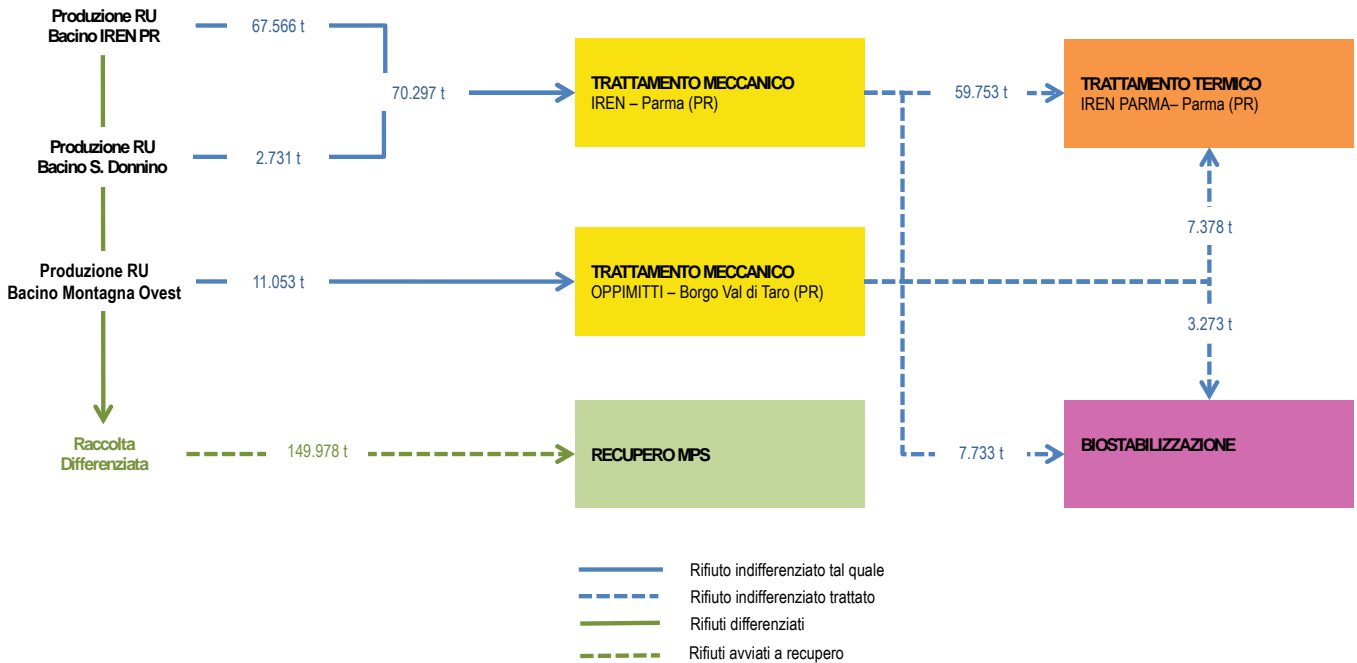 Produzione RU
Bacino IREN PR
67.566 t
70.297 t
TRATTAMENTO MECCANICO
IREN – Parma (PR)
59.753 t
TRATTAMENTO TERMICO
IREN PARMA– Parma (PR)
Produzione RU
Bacino S. Donnino
2.731 t
7.378 t
Produzione RU
Bacino Montagna Ovest
11.053 t
TRATTAMENTO MECCANICO
OPPIMITTI – Borgo Val di Taro (PR)
3.273 t
Raccolta
Differenziata
149.978 t
RECUPERO MPS
7.733 t
BIOSTABILIZZAZIONE
Rifiuto indifferenziato tal quale
Rifiuto indifferenziato trattato
Rifiuti differenziati
Rifiuti avviati a recupero